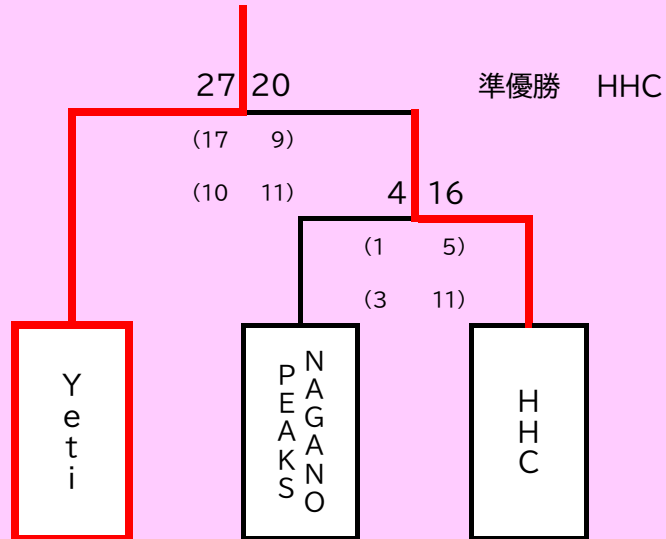 27 20 準優勝 HHC
(17 9)
(10 11)
4 16
(1 5)
(3 11)
Yeti
NAGANO
PEAKS
HHC